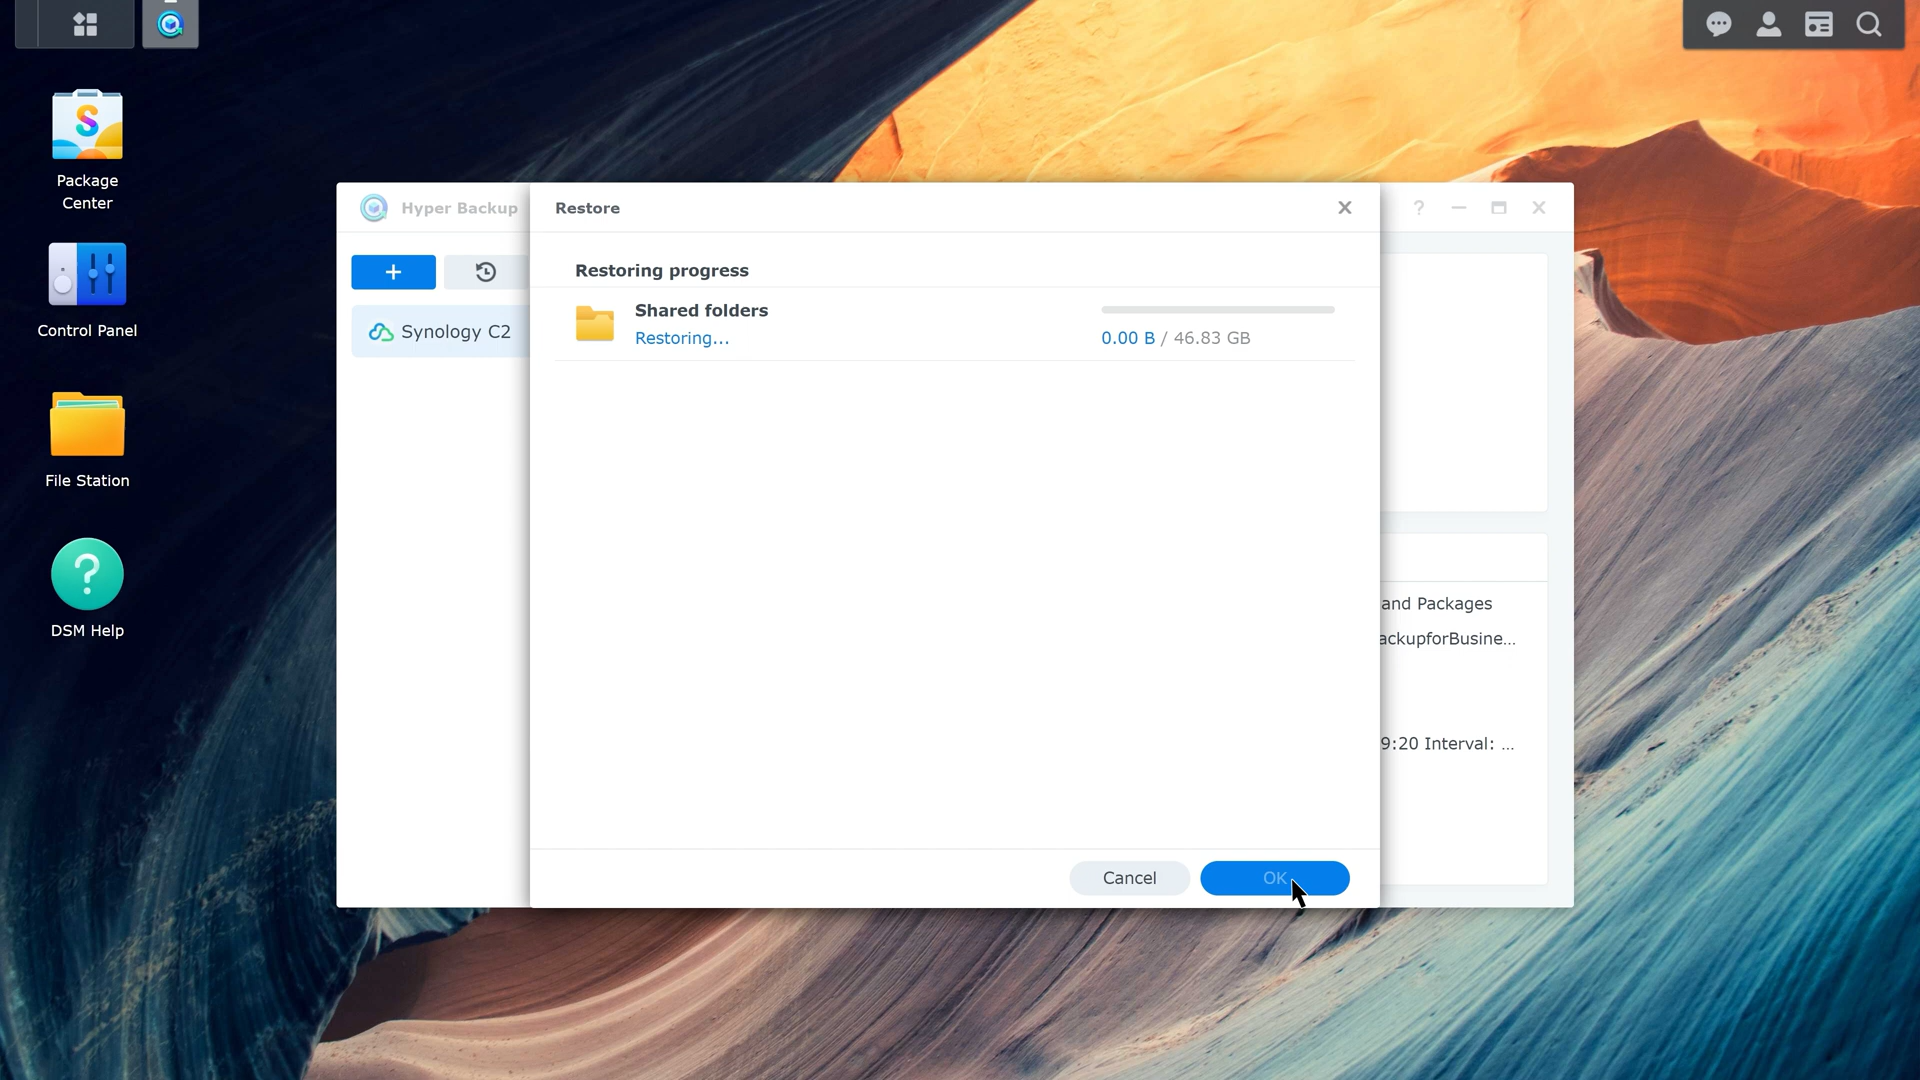 Package
Center
Control Panel
File Station
DSM Help
Hyper Backup
Synology C2
Restore
Restoring progress
Shared folders
Restoring...
0.00 B / 46.83 GB
Cancel
OK
and Packages
ackupforBusine...
9:20 Interval: ...